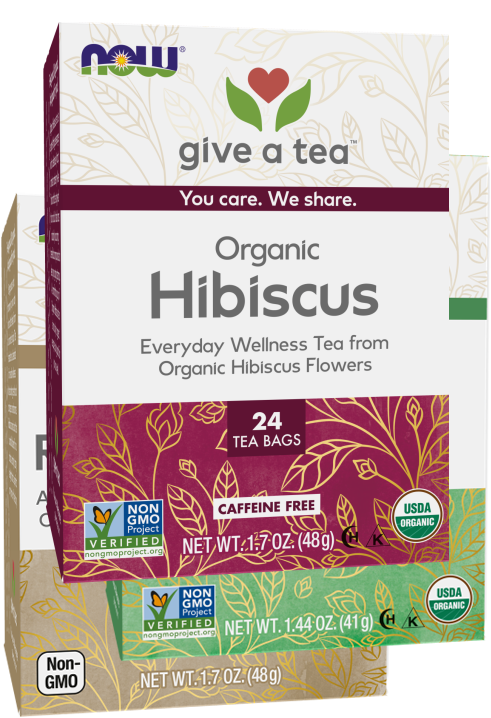 NOW®
give a tea™
You care. We share.
Organic
Hibiscus
Everyday Wellness Tea from
Organic Hibiscus Flowers
24
TEA BAGS
CAFFEINE FREE
NON
GMO
Project
VERIFIED
nongmoproject.org
NET WT. 1.7 OZ. (48g)
H K
USDA
ORGANIC
R
A
NON
GMO
Project
VERIFIED
nongmoproject.org
NET WT. 1.44 OZ. (41g)
H K
USDA
ORGANIC
Non-
GMO
NET WT. 1.7 OZ. (48g)